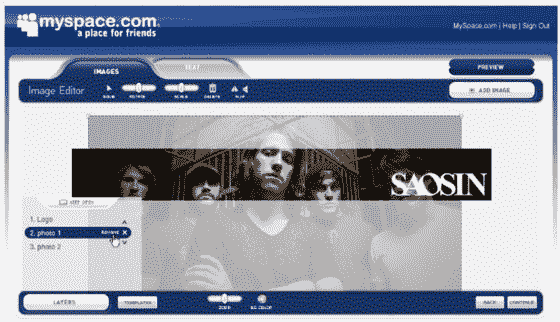 myspace.com
a place for friends
MySpace.com | Help | Sign Out
IMAGES
TEXT
PREVIEW
Image Editor
MOVE
ROTATE
SCALE
DELETE
FLIP
ADD IMAGE
SAOSIN
1. Logo
2. photo 1
REMOVE
3. photo 2
LAYERS
TEMPLATES
ZOOM
BG COLOR
BACK
CONTINUE